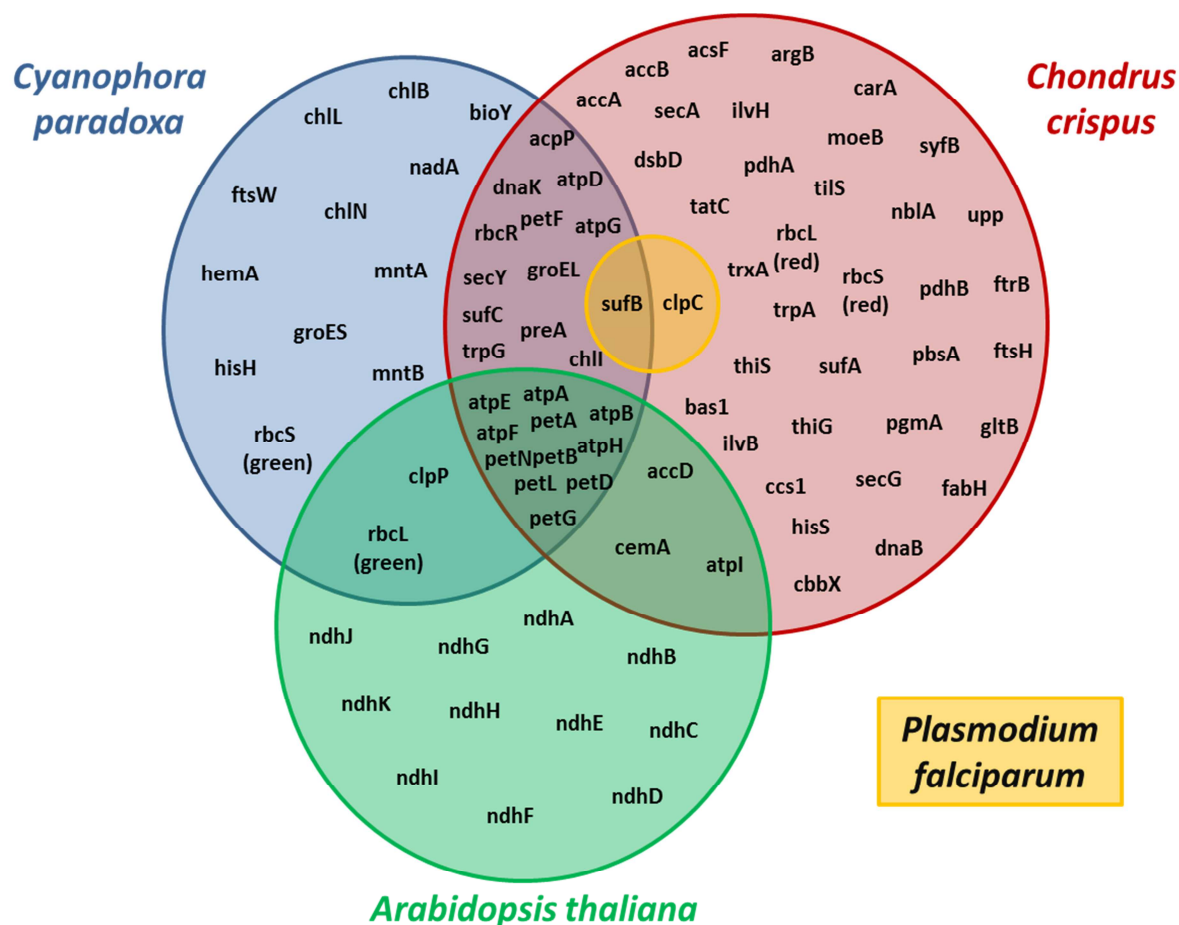 Cyanophora
paradoxa
Chondrus
crispus
chlB
chlL
bioY
nadA
ftsW
chlN
hemA
mntA
groES
hisH
mntB
rbcS
(green)
acpP
dnaK
atpD
petF
rbcR
atpG
secY
groEL
sufC
preA
trpG
chlI
sufB
clpC
acsF
argB
accB
carA
accA
secA
ilvH
moeB
syfB
dsbD
pdhA
tilS
tatC
nblA
upp
rbcL
(red)
trxA
rbcS
(red)
pdhB
ftrB
trpA
thiS
sufA
pbsA
ftsH
bas1
thiG
pgmA
gltB
ilvB
ccs1
secG
fabH
hisS
dnaB
cbbX
atpE
atpA
petA
atpB
atpF
atpH
petN
petB
petL
petD
petG
clpP
rbcL
(green)
accD
cemA
atpI
ndhA
ndhJ
ndhG
ndhB
ndhK
ndhH
ndhE
ndhC
ndhI
ndhD
ndhF
Plasmodium
falciparum
Arabidopsis thaliana